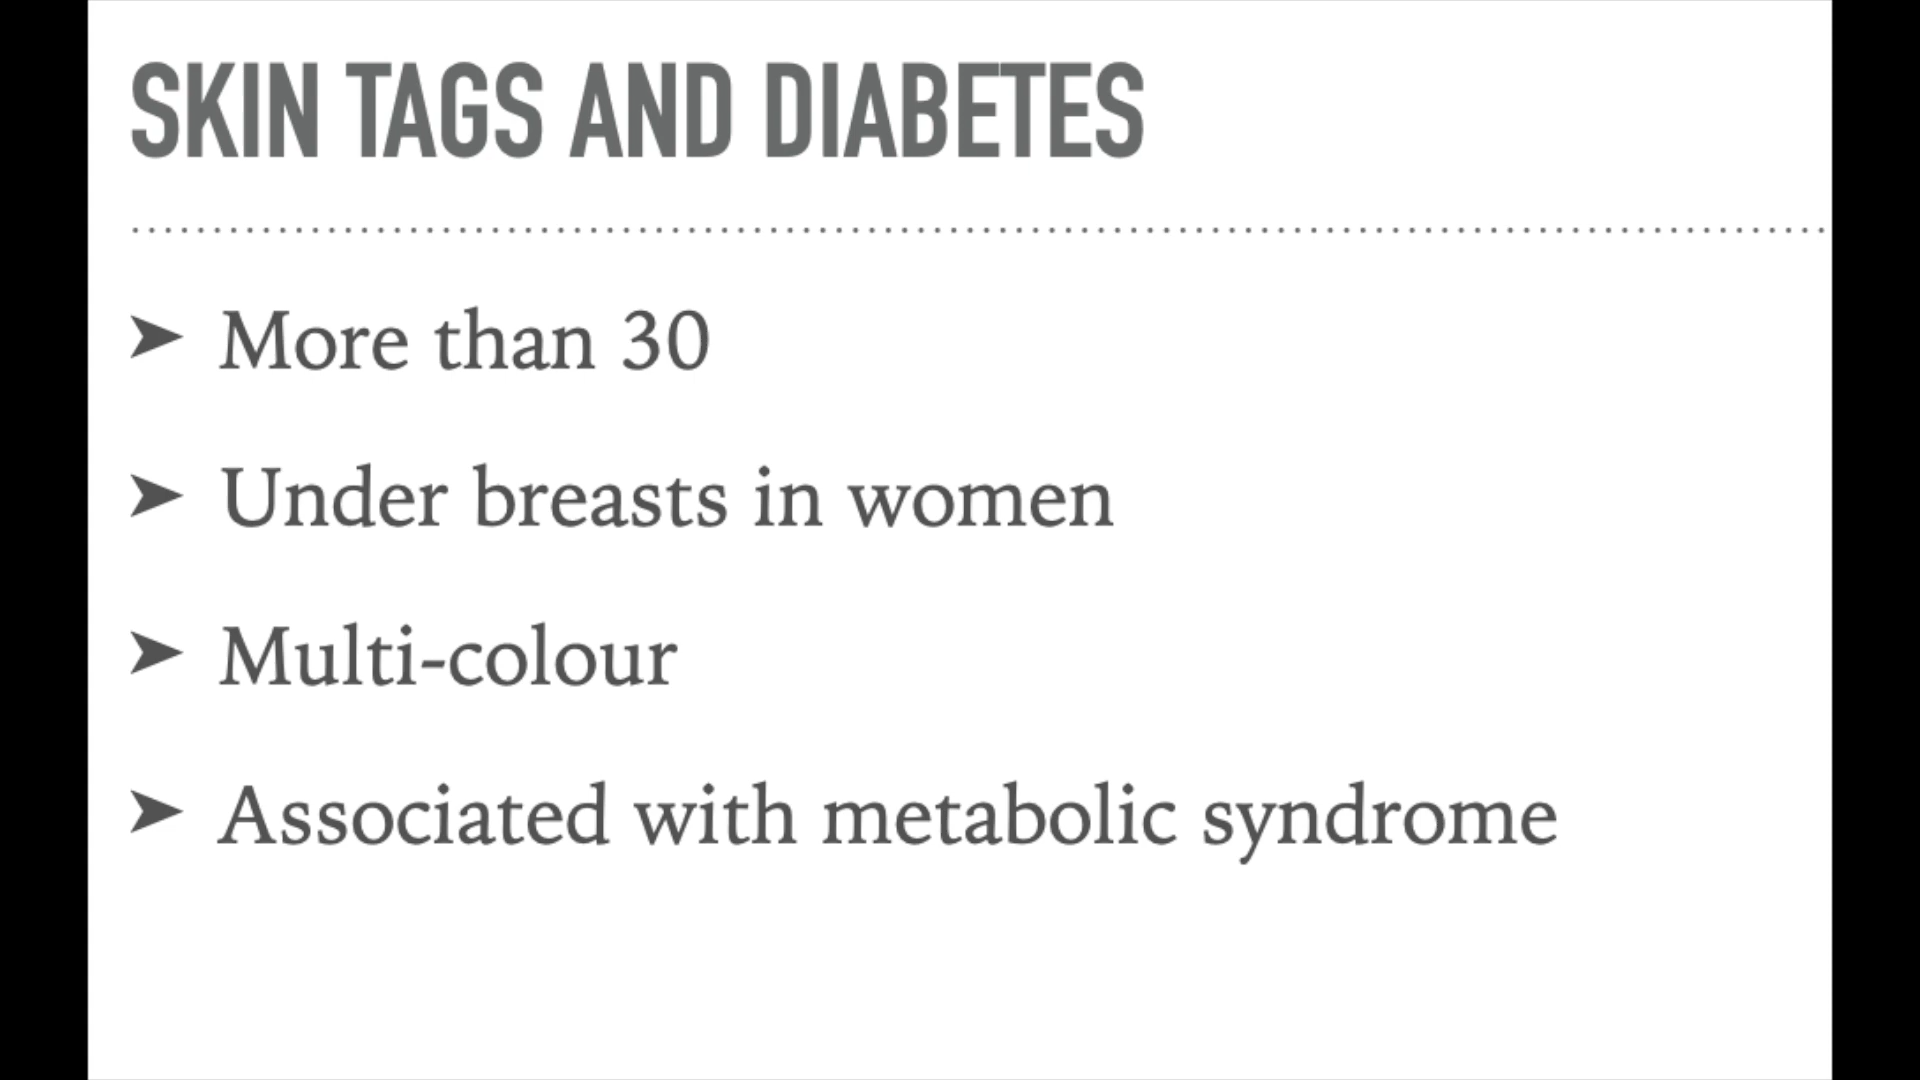 SKIN TAGS AND DIABETES
➤ More than 30
➤ Under breasts in women
➤ Multi-colour
➤ Associated with metabolic syndrome